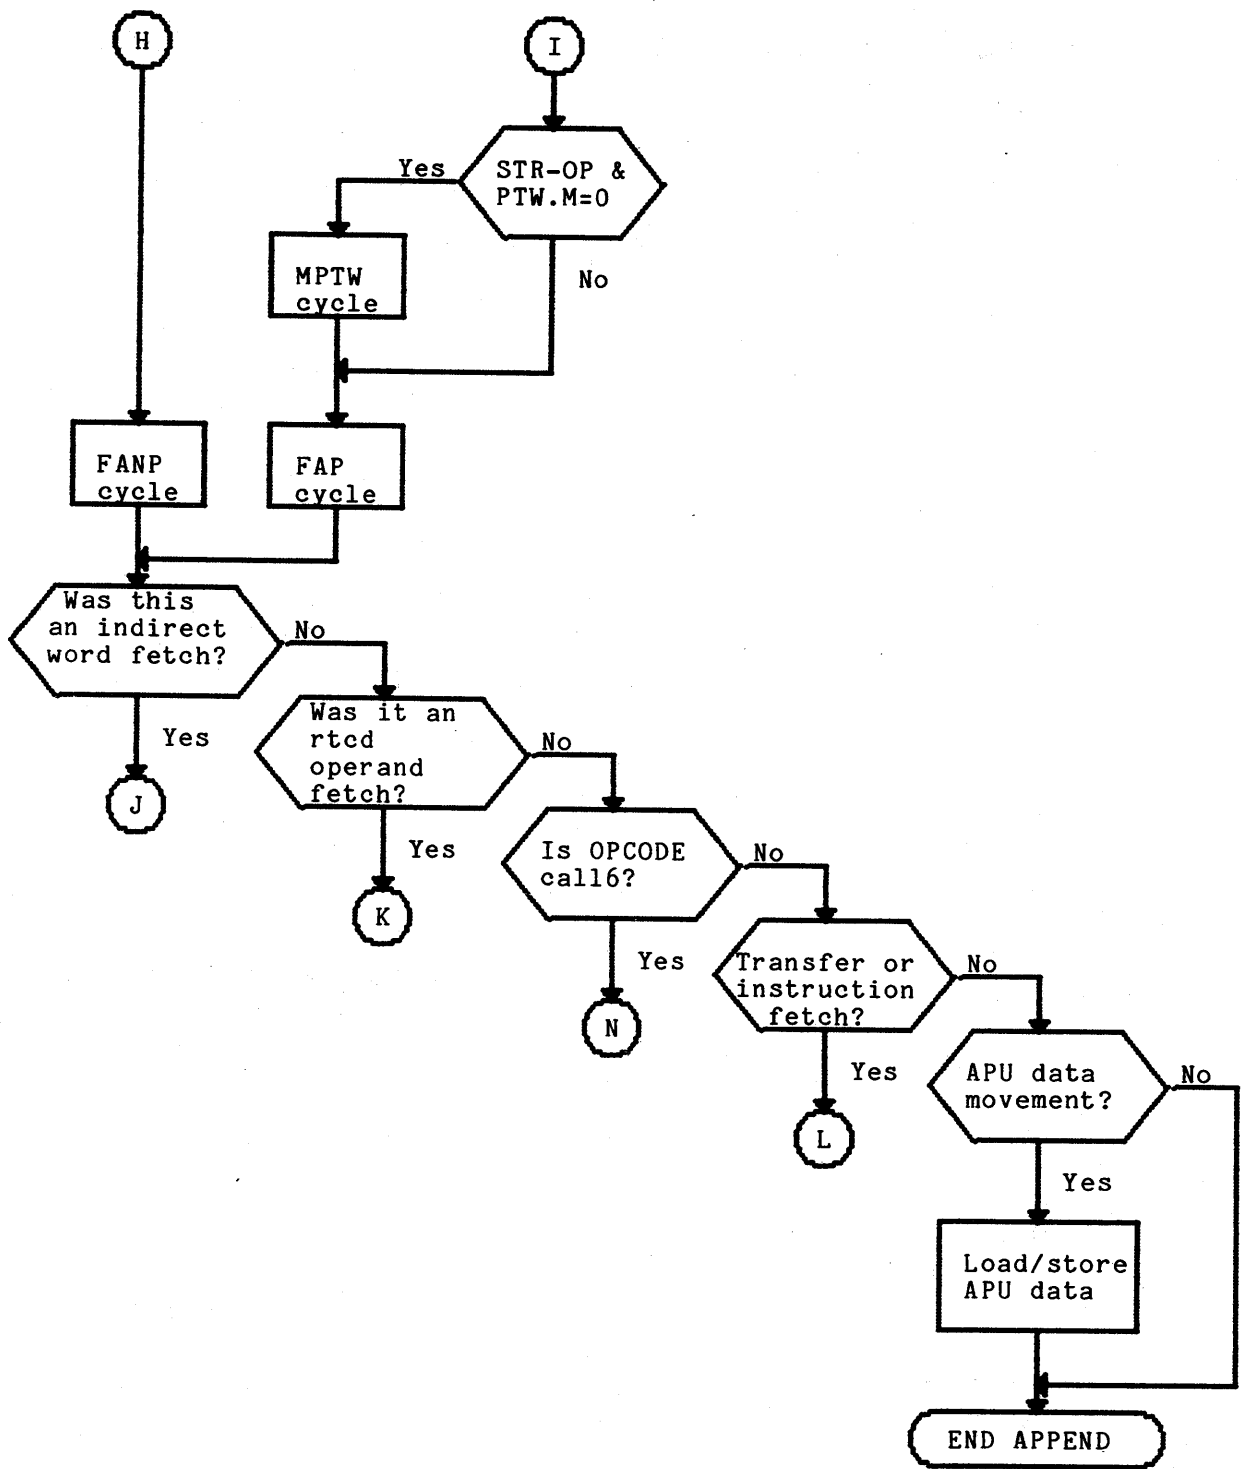 H
I
STR-OP &
PTW.M=0
Yes
No
MPTW
cycle
FANP
cycle
FAP
cycle
Was this
an indirect
word fetch?
No
Yes
J
Was it an
rtcd
operand
fetch?
No
Yes
K
Is OPCODE
call6?
No
Yes
N
Transfer or
instruction
fetch?
No
Yes
L
APU data
movement?
No
Yes
Load/store
APU data
END APPEND